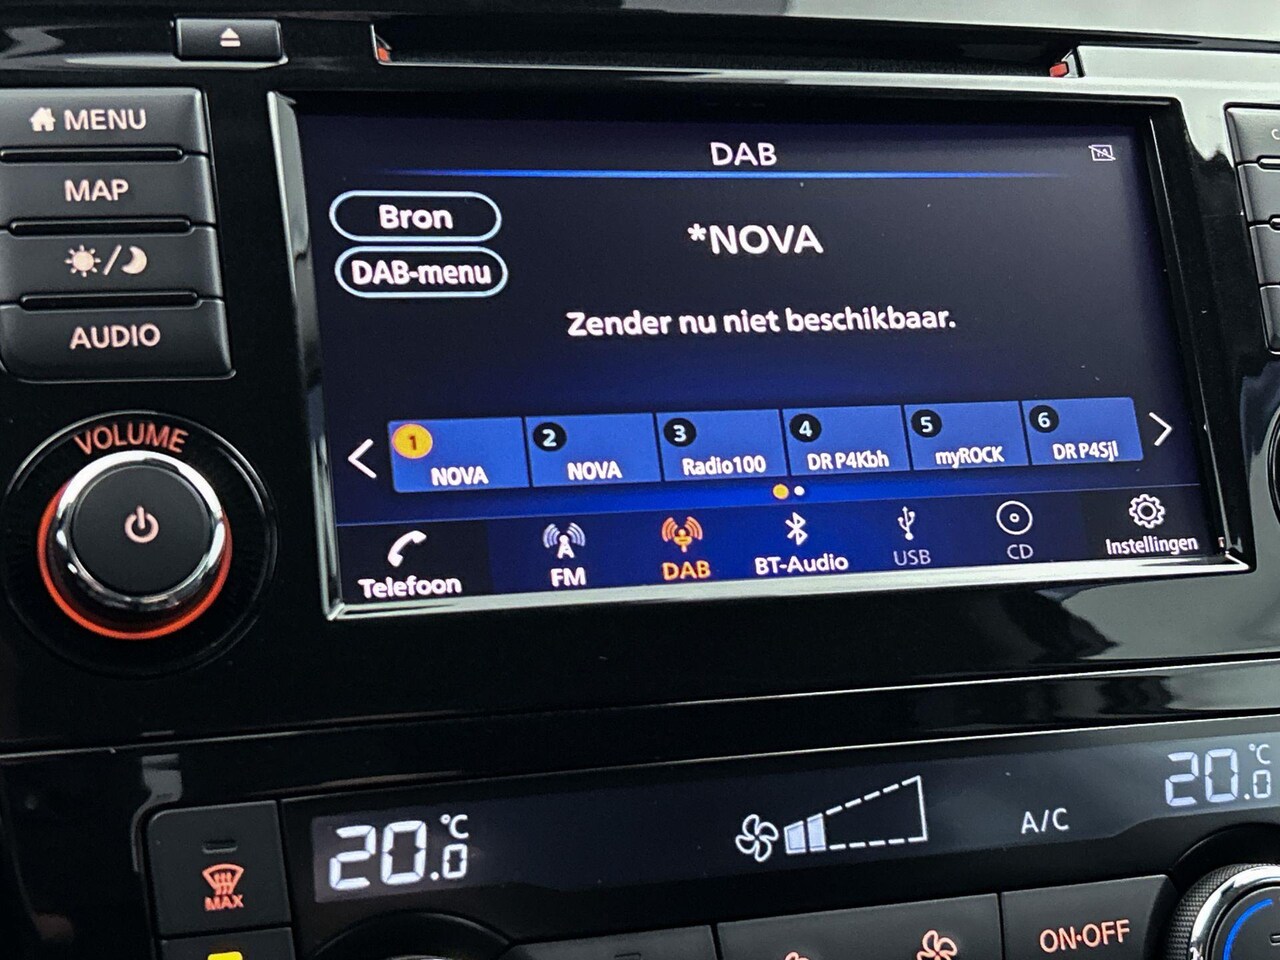 MENU
MAP
AUDIO
VOLUME
DAB
TA
Bron
DAB-menu
*NOVA
Zender nu niet beschikbaar.
1 NOVA
2 NOVA
3 Radio100
4 DR P4Kbh
5 myROCK
6 DR P4Sjl
Telefoon
FM
DAB
BT-Audio
USB
CD
Instellingen
20.0 °C
A/C
20.0 °C
MAX
ON·OFF